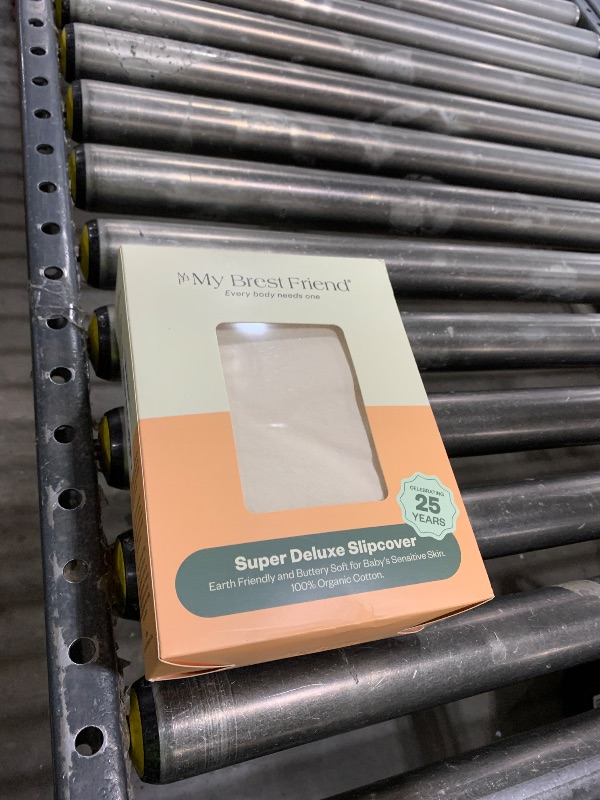 My Brest Friend®
Every body needs one
CELEBRATING
25
YEARS
Super Deluxe Slipcover
Earth Friendly and Buttery Soft for Baby's Sensitive Skin.
100% Organic Cotton.